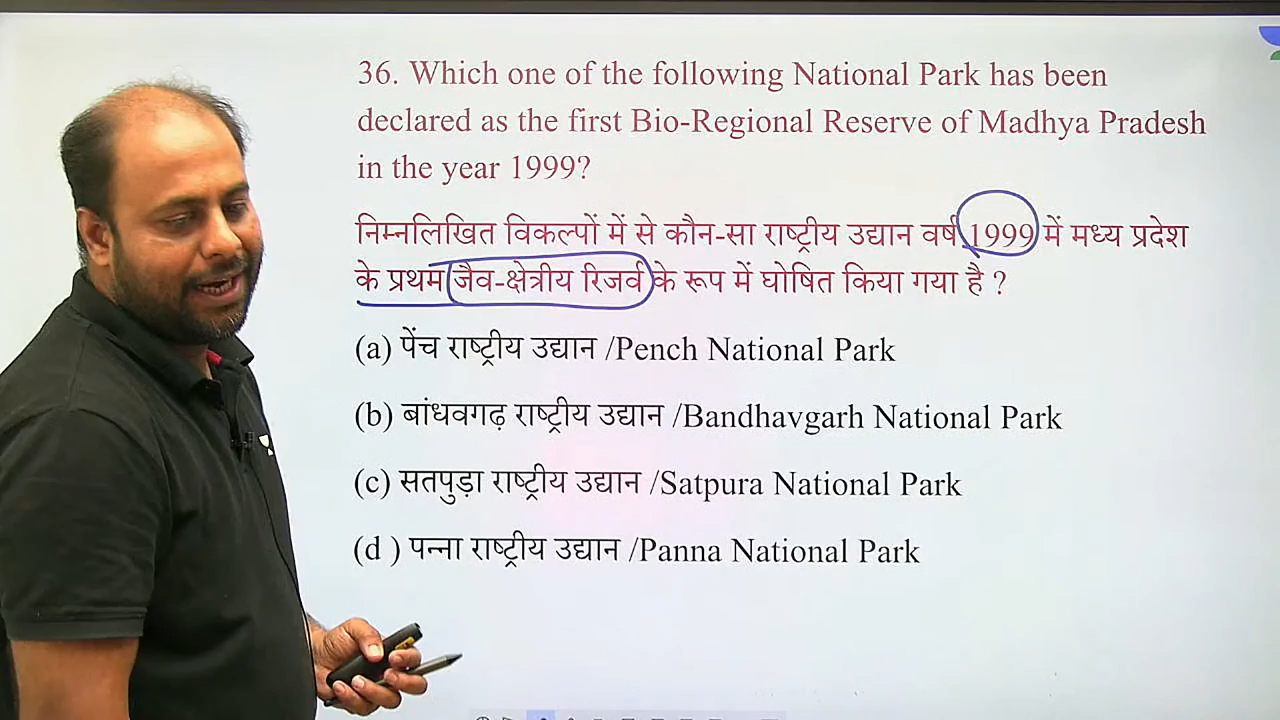 36. Which one of the following National Park has been
declared as the first Bio-Regional Reserve of Madhya Pradesh
in the year 1999?
निम्नलिखित विकल्पों में से कौन-सा राष्ट्रीय उद्यान वर्ष 1999 में मध्य प्रदेश
के प्रथम जैव-क्षेत्रीय रिजर्व के रूप में घोषित किया गया है ?
(a) पेंच राष्ट्रीय उद्यान /Pench National Park
(b) बांधवगढ़ राष्ट्रीय उद्यान /Bandhavgarh National Park
(c) सतपुड़ा राष्ट्रीय उद्यान /Satpura National Park
(d ) पन्ना राष्ट्रीय उद्यान /Panna National Park